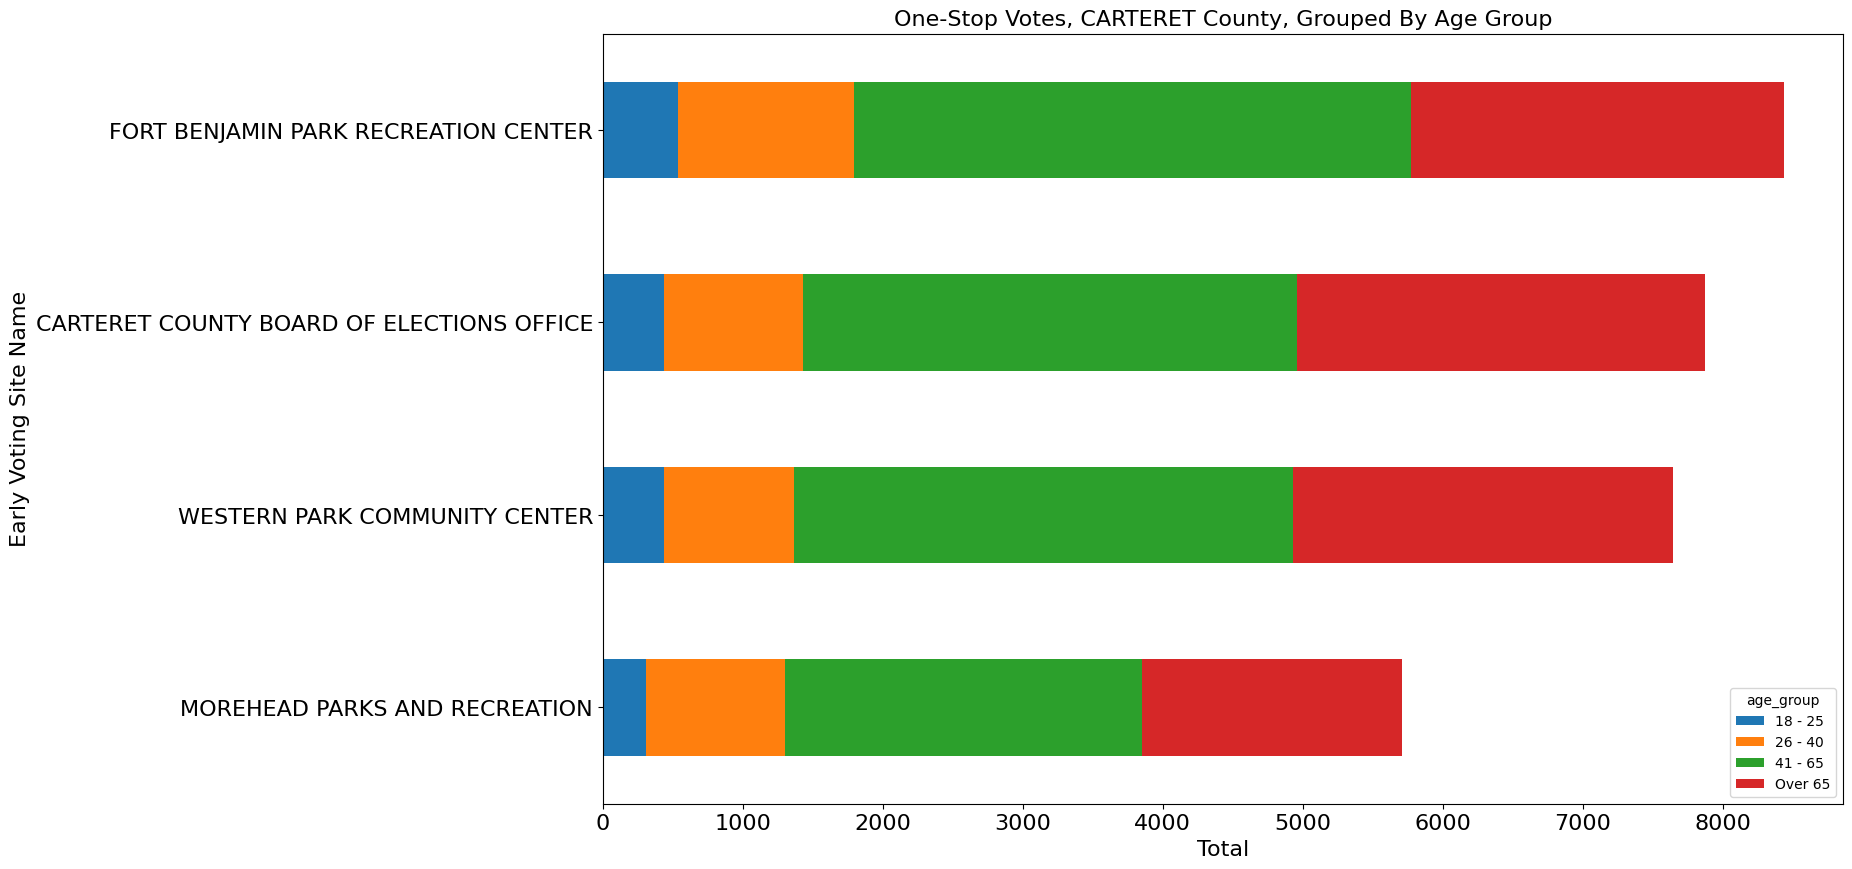 One-Stop Votes, CARTERET County, Grouped By Age Group
Early Voting Site Name
FORT BENJAMIN PARK RECREATION CENTER
CARTERET COUNTY BOARD OF ELECTIONS OFFICE
WESTERN PARK COMMUNITY CENTER
MOREHEAD PARKS AND RECREATION
age_group
18 - 25
26 - 40
41 - 65
Over 65
0 1000 2000 3000 4000 5000 6000 7000 8000
Total